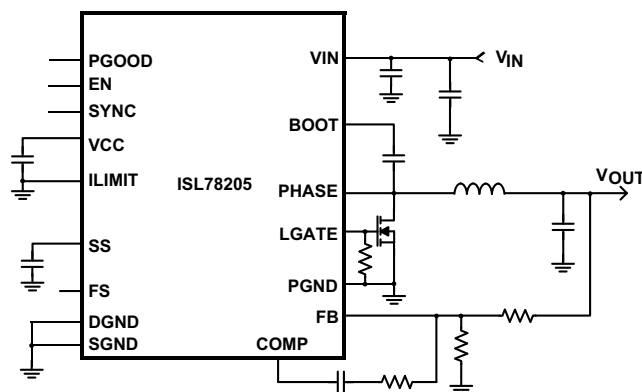 PGOOD
EN
SYNC
VCC
ILIMIT
SS
FS
DGND
SGND
ISL78205
COMP
VIN
BOOT
PHASE
LGATE
PGND
FB
VIN
VOUT